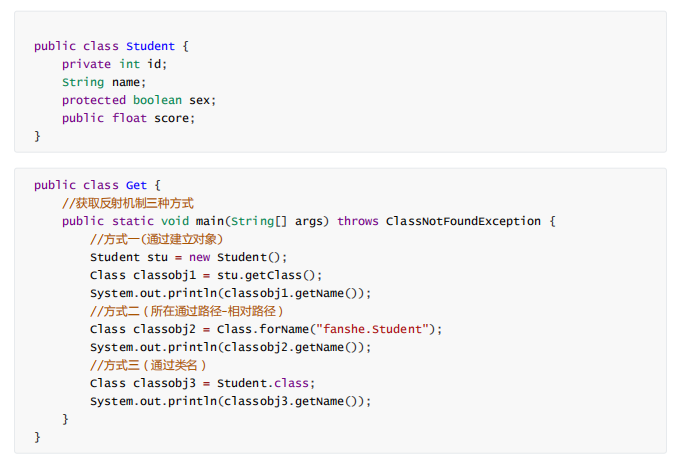 public class Student {
    private int id;
    String name;
    protected boolean sex;
    public float score;
}
public class Get {
    //获取反射机制三种方式
    public static void main(String[] args) throws ClassNotFoundException {
        //方式一(通过建立对象)
        Student stu = new Student();
        Class classobj1 = stu.getClass();
        System.out.println(classobj1.getName());
        //方式二（所在通过路径-相对路径）
        Class classobj2 = Class.forName("fanshe.Student");
        System.out.println(classobj2.getName());
        //方式三（通过类名）
        Class classobj3 = Student.class;
        System.out.println(classobj3.getName());
    }
}